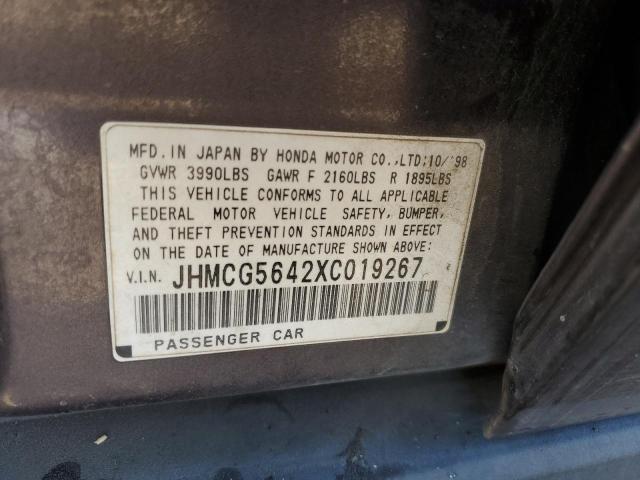 MFD. IN JAPAN BY HONDA MOTOR CO.,LTD:10/'98
GVWR 3990LBS GAWR F 2160LBS R 1895LBS
THIS VEHICLE CONFORMS TO ALL APPLICABLE
FEDERAL MOTOR VEHICLE SAFETY, BUMPER,
AND THEFT PREVENTION STANDARDS IN EFFECT
ON THE DATE OF MANUFACTURE SHOWN ABOVE:
V.I.N. JHMCG5642XC019267
PASSENGER CAR